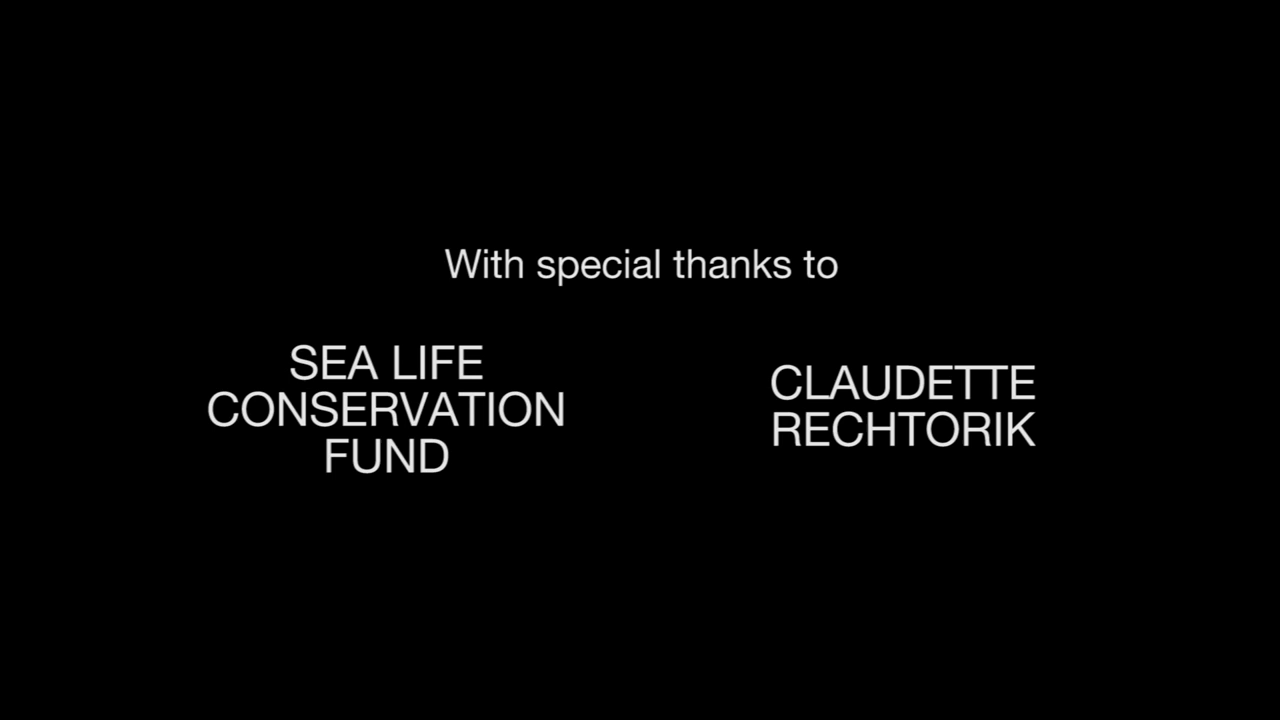 With special thanks to
SEA LIFE
CONSERVATION
FUND
CLAUDETTE
RECHTORIK